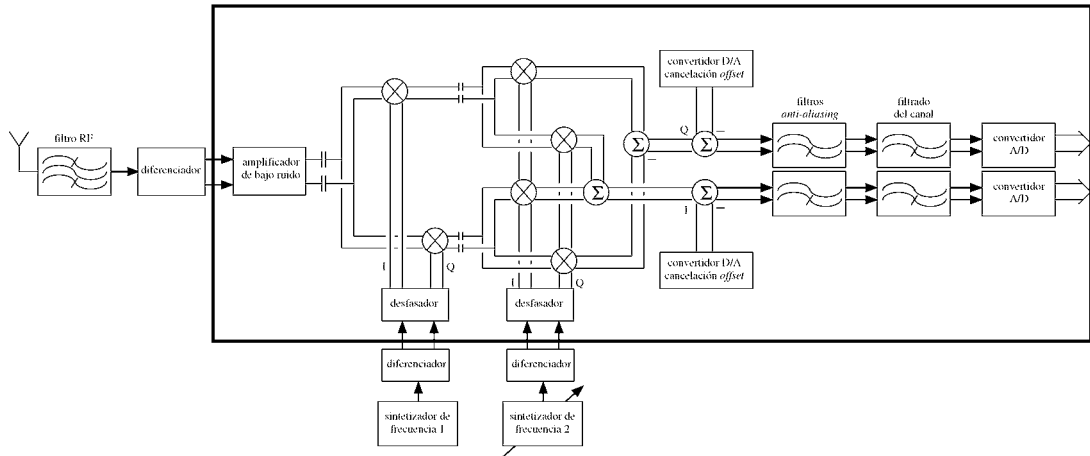 convertidor D/A
cancelación offset
filtro RF
filtros
anti-aliasing
filtrado
del canal
diferenciador
amplificador
de bajo ruido
Σ
Q
Σ
convertidor
A/D
Σ
Σ
I
convertidor
A/D
I
Q
I
Q
convertidor D/A
cancelación offset
desfasador
desfasador
diferenciador
diferenciador
sintetizador de
frecuencia 1
sintetizador de
frecuencia 2